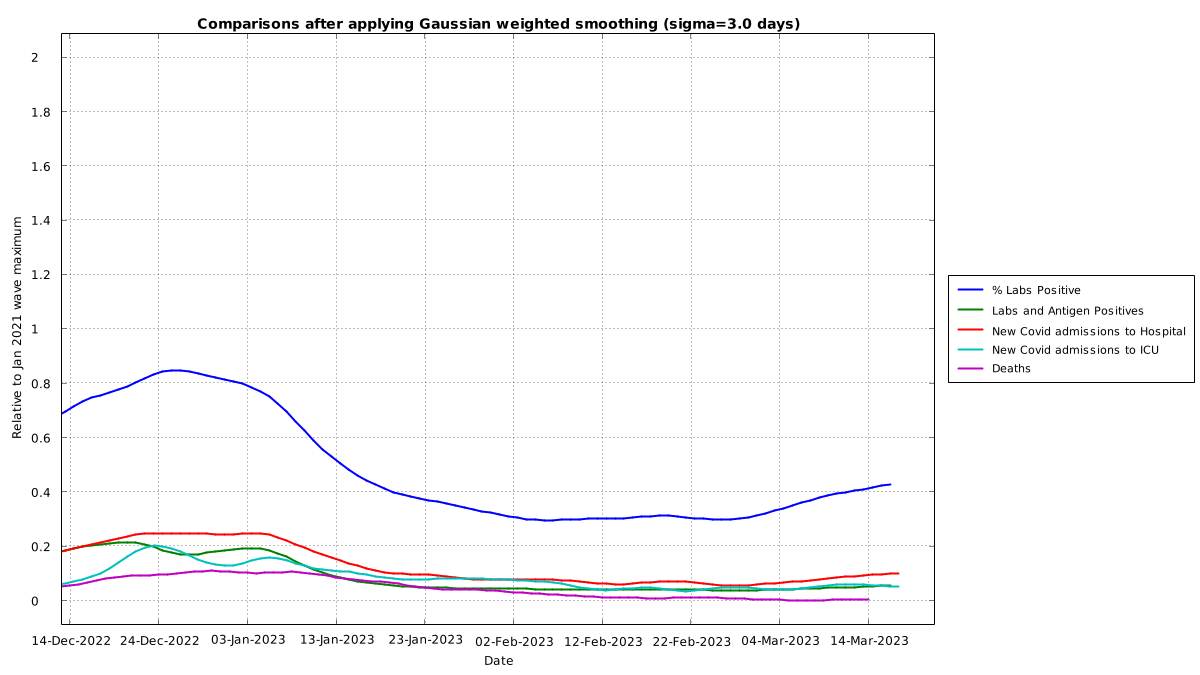 Comparisons after applying Gaussian weighted smoothing (sigma=3.0 days)
2
1.8
1.6
1.4
1.2
1
0.8
0.6
0.4
0.2
0
Relative to Jan 2021 wave maximum
14-Dec-2022 24-Dec-2022 03-Jan-2023 13-Jan-2023 23-Jan-2023 02-Feb-2023 12-Feb-2023 22-Feb-2023 04-Mar-2023 14-Mar-2023
Date
% Labs Positive
Labs and Antigen Positives
New Covid admissions to Hospital
New Covid admissions to ICU
Deaths